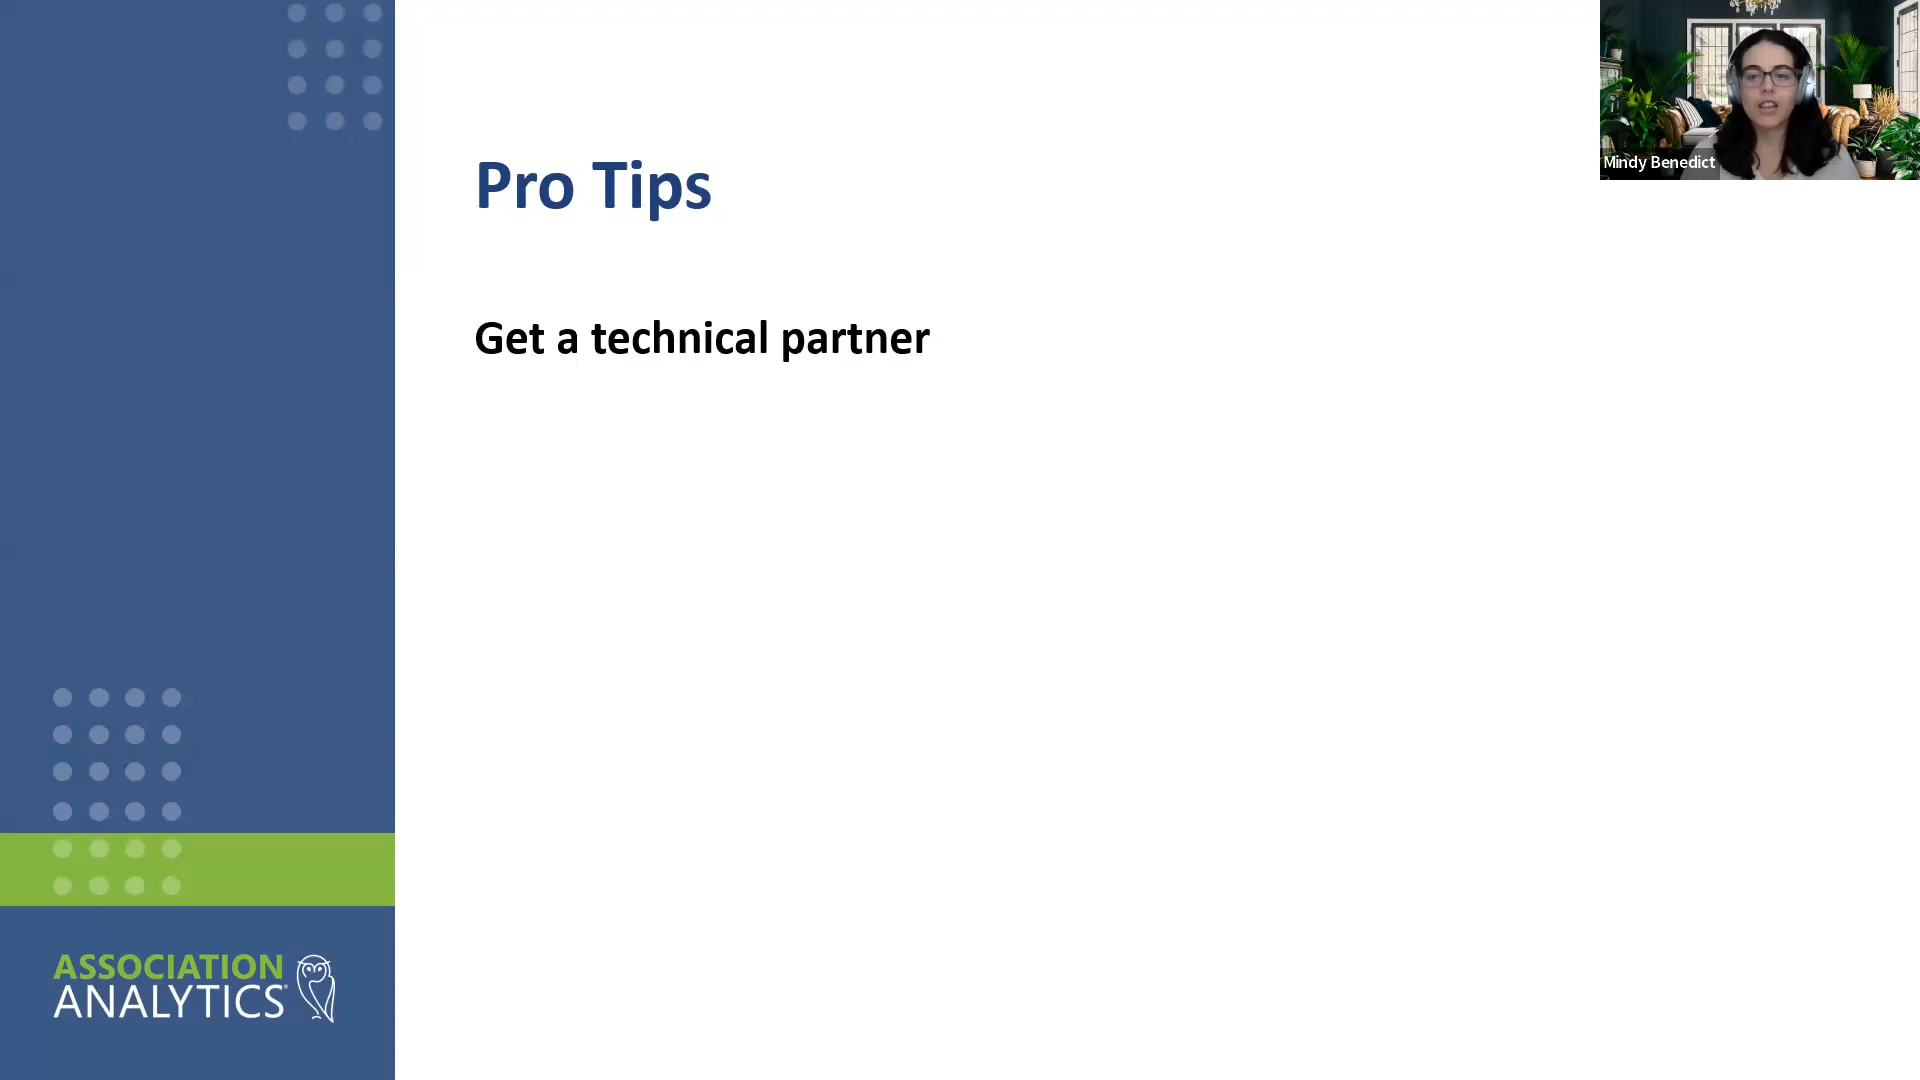 Pro Tips
Mindy Benedict
Get a technical partner
ASSOCIATION
ANALYTICS